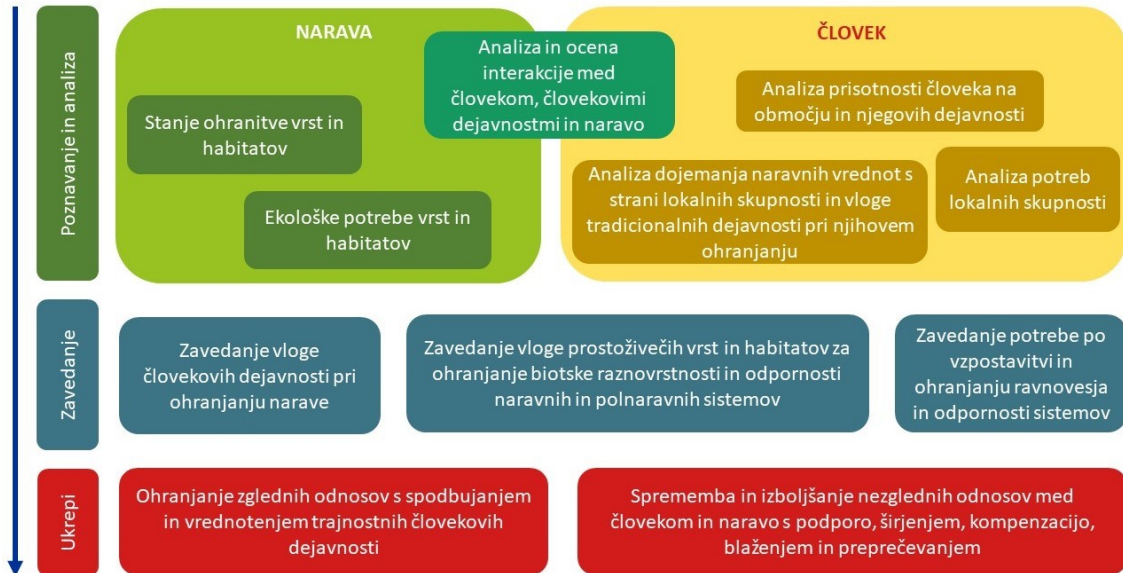 Poznavanje in analiza
NARAVA
Stanje ohranitve vrst in
habitatov
Ekološke potrebe vrst in
habitatov
Analiza in ocena
interakcije med
človekom, človekovimi
dejavnostmi in naravo
ČLOVEK
Analiza prisotnosti človeka na
območju in njegovih dejavnosti
Analiza dojemanja naravnih vrednot s
strani lokalnih skupnosti in vloge
tradicionalnih dejavnosti pri njihovem
ohranjanju
Analiza potreb
lokalnih skupnosti
Zavedanje
Zavedanje vloge
človekovih dejavnosti pri
ohranjanju narave
Zavedanje vloge prostoživečih vrst in habitatov za
ohranjanje biotske raznovrstnosti in odpornosti
naravnih in polnaravnih sistemov
Zavedanje potrebe po
vzpostavitvi in
ohranjanju ravnovesja
in odpornosti sistemov
Ukrepi
Ohranjanje zglednih odnosov s spodbujanjem
in vrednotenjem trajnostnih človekovih
dejavnosti
Sprememba in izboljšanje nezglednih odnosov med
človekom in naravo s podporo, širjenjem, kompenzacijo,
blaženjem in preprečevanjem